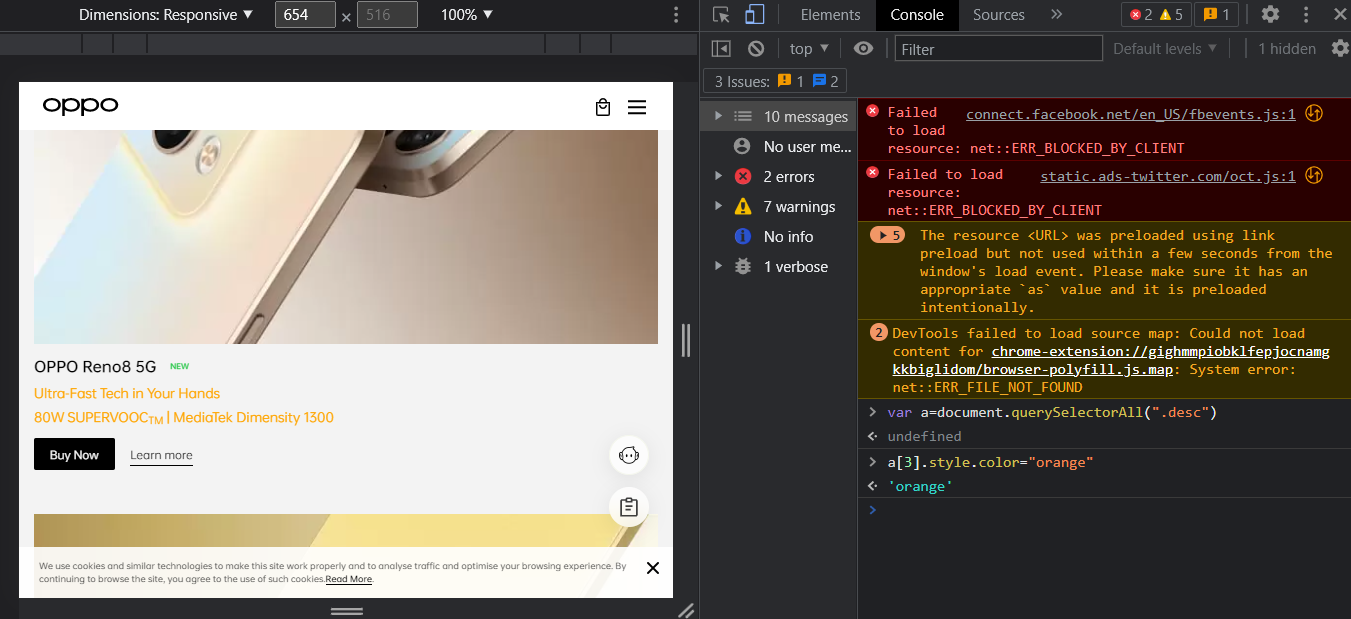 Dimensions: Responsive ▼ 654 × 516 100% ▼
Elements Console Sources » 2 5 1
top ▼ Filter Default levels ▼ 1 hidden
3 Issues: 1 2
oppo
OPPO Reno8 5G NEW
Ultra-Fast Tech in Your Hands
80W SUPERVOOCTM | MediaTek Dimensity 1300
Buy Now Learn more
We use cookies and similar technologies to make this site work properly and to analyse traffic and optimise your browsing experience. By
continuing to browse the site, you agree to the use of such cookies.Read More.
10 messages
No user me...
2 errors
7 warnings
No info
1 verbose
Failed connect.facebook.net/en_US/fbevents.js:1
to load
resource: net::ERR_BLOCKED_BY_CLIENT
Failed to load static.ads-twitter.com/oct.js:1
resource:
net::ERR_BLOCKED_BY_CLIENT
5 The resource <URL> was preloaded using link
preload but not used within a few seconds from the
window's load event. Please make sure it has an
appropriate `as` value and it is preloaded
intentionally.
2 DevTools failed to load source map: Could not load
content for chrome-extension://gighmmpiobklfepjocnamg
kkbiglidom/browser-polyfill.js.map: System error:
net::ERR_FILE_NOT_FOUND
> var a=document.querySelectorAll(".desc")
undefined
> a[3].style.color="orange"
'orange'
>